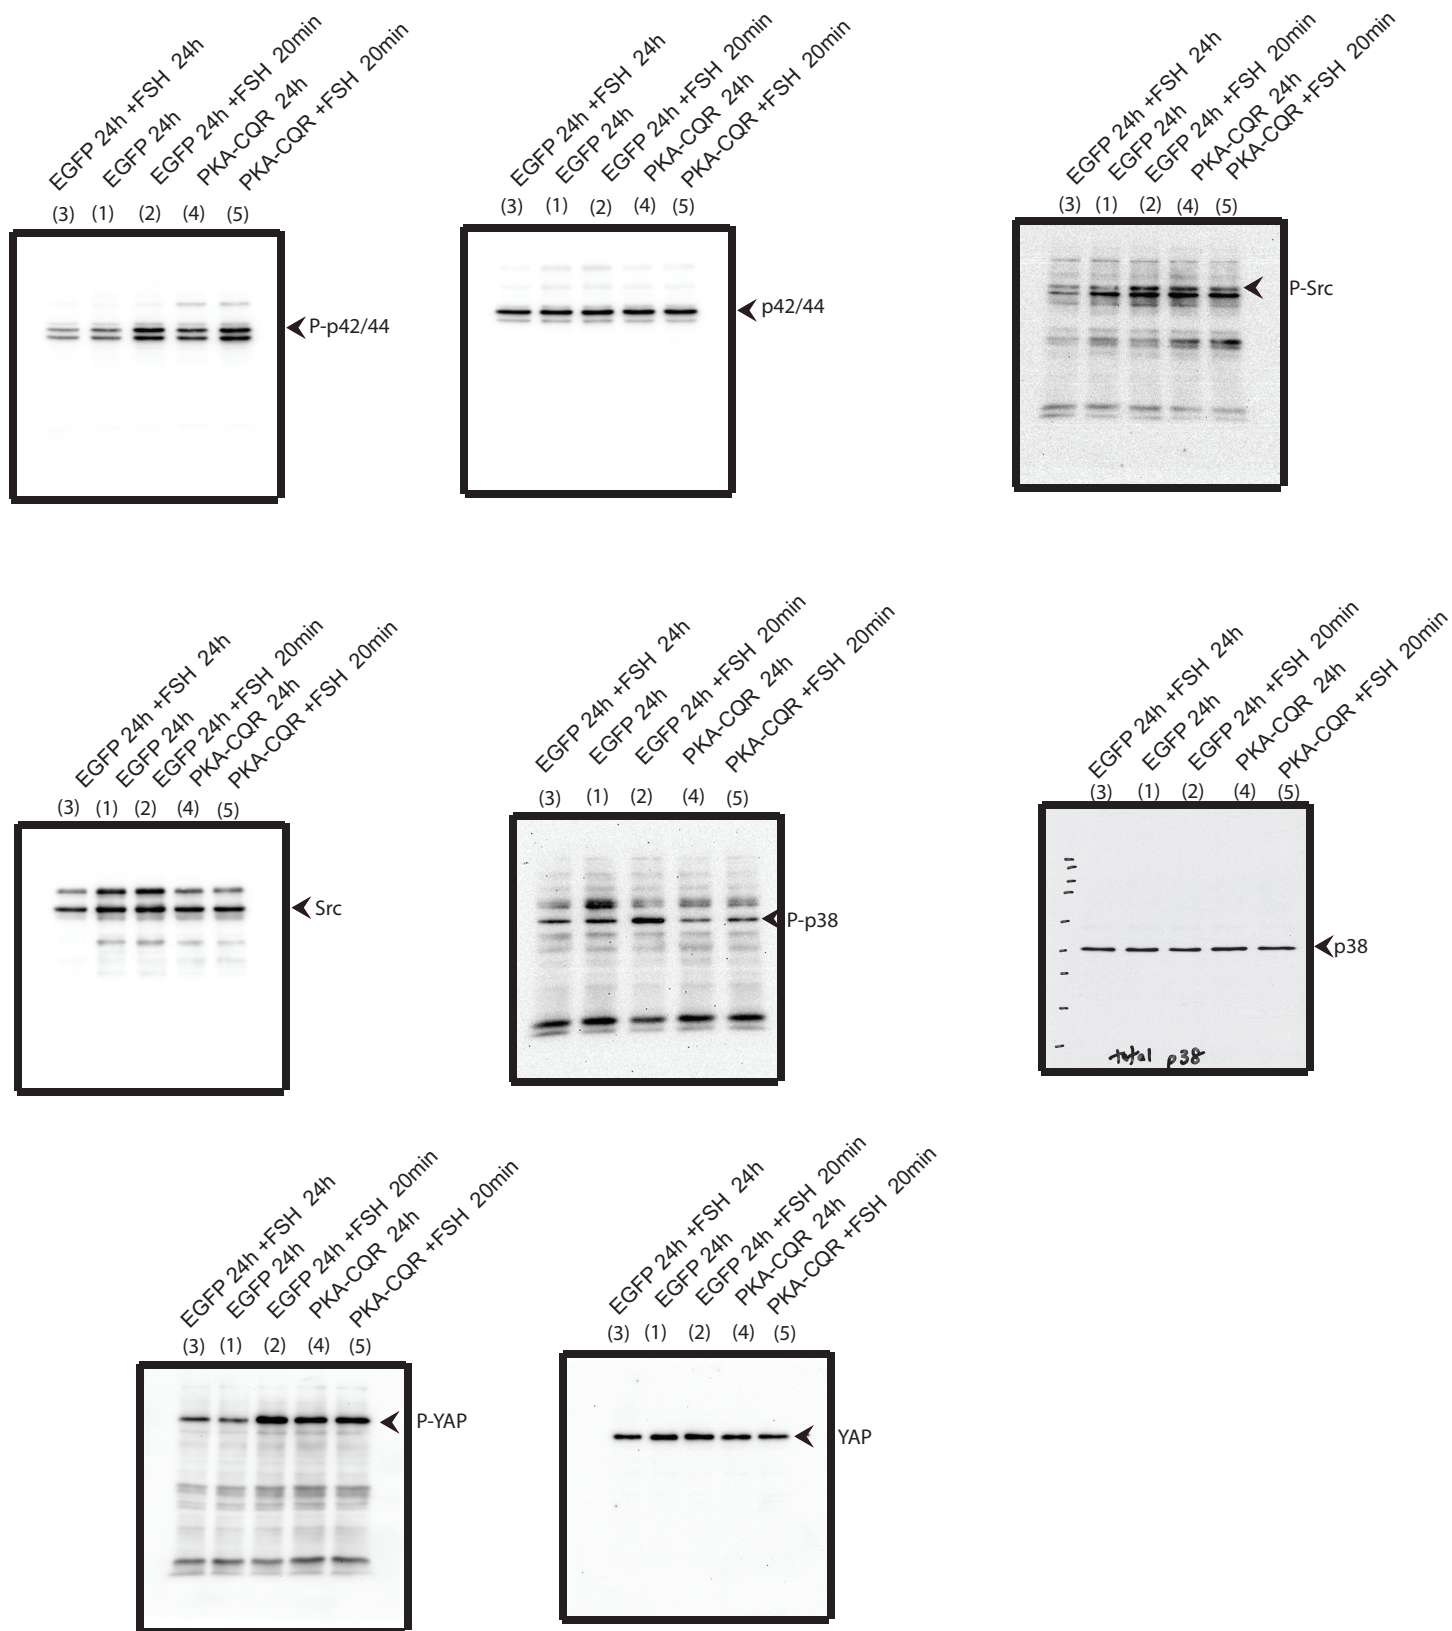 EGFP 24h +FSH 24h
EGFP 24h
EGFP 24h +FSH 20min
PKA-CQR 24h
PKA-CQR +FSH 20min
(3) (1) (2) (4) (5)
P-p42/44
EGFP 24h +FSH 24h
EGFP 24h
EGFP 24h +FSH 20min
PKA-CQR 24h
PKA-CQR +FSH 20min
(3) (1) (2) (4) (5)
p42/44
EGFP 24h +FSH 24h
EGFP 24h
EGFP 24h +FSH 20min
PKA-CQR 24h
PKA-CQR +FSH 20min
(3) (1) (2) (4) (5)
P-Src
EGFP 24h +FSH 24h
EGFP 24h
EGFP 24h +FSH 20min
PKA-CQR 24h
PKA-CQR +FSH 20min
(3) (1) (2) (4) (5)
Src
EGFP 24h +FSH 24h
EGFP 24h
EGFP 24h +FSH 20min
PKA-CQR 24h
PKA-CQR +FSH 20min
(3) (1) (2) (4) (5)
P-p38
EGFP 24h +FSH 24h
EGFP 24h
EGFP 24h +FSH 20min
PKA-CQR 24h
PKA-CQR +FSH 20min
(3) (1) (2) (4) (5)
p38
total p38
EGFP 24h +FSH 24h
EGFP 24h
EGFP 24h +FSH 20min
PKA-CQR 24h
PKA-CQR +FSH 20min
(3) (1) (2) (4) (5)
P-YAP
EGFP 24h +FSH 24h
EGFP 24h
EGFP 24h +FSH 20min
PKA-CQR 24h
PKA-CQR +FSH 20min
(3) (1) (2) (4) (5)
YAP